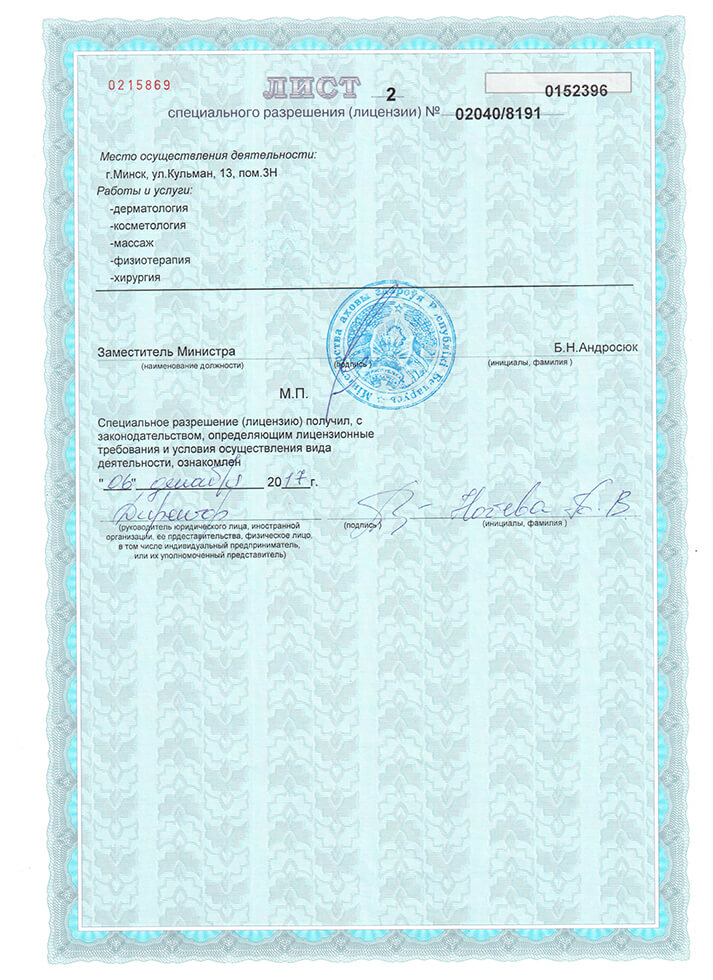 0215869
ЛИСТ 2
0152396
специального разрешения (лицензии) № 02040/8191
Место осуществления деятельности:
г.Минск, ул.Кульман, 13, пом.3Н
Работы и услуги:
-дерматология
-косметология
-массаж
-физиотерапия
-хирургия
Міністэрства аховы здароўя Рэспублікі Беларусь
Заместитель Министра
Б.Н.Андросюк
(наименование должности)
(подпись)
(инициалы, фамилия )
М.П.
Специальное разрешение (лицензию) получил, с
законодательством, определяющим лицензионные
требования и условия осуществления вида
деятельности, ознакомлен
"06" декабря 2017г.
Директор
(руководитель юридического лица, иностранной
организации, ее прдеставительства, физическое лицо,
в том числе индивидуальный предприниматель,
или их уполномоченный представитель)
(подпись )
(инициалы, фамилия )